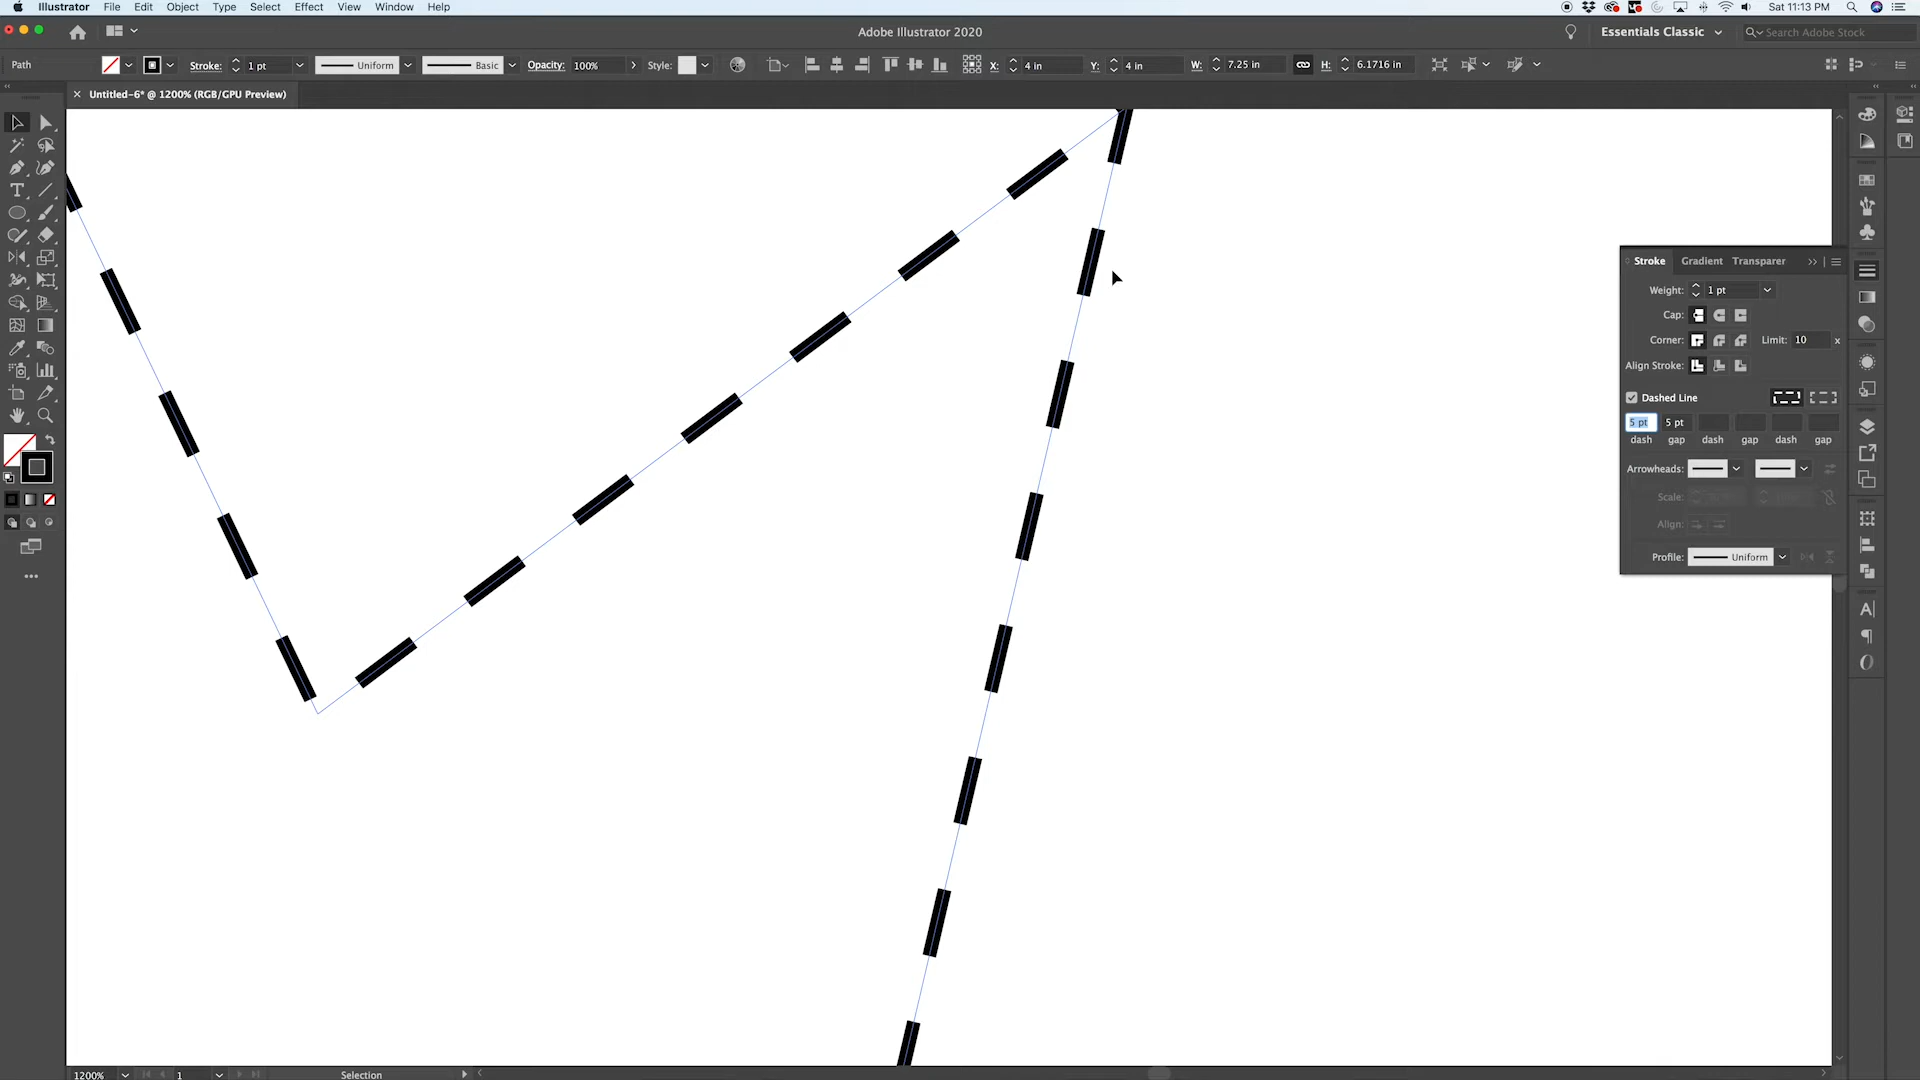 Illustrator File Edit Object Type Select Effect View Window Help Sat 11:13 PM
Adobe Illustrator 2020 Essentials Classic Search Adobe Stock
Path Stroke: 1 pt Uniform Basic Opacity: 100% Style: X: 4 in Y: 4 in W: 7.25 in H: 6.1716 in
Untitled-6* @ 1200% (RGB/GPU Preview)
Stroke Gradient Transparer
Weight: 1 pt
Cap:
Corner: Limit: 10 x
Align Stroke:
Dashed Line
5 pt 5 pt
dash gap dash gap dash gap
Arrowheads:
Scale:
Align:
Profile: Uniform
1200% 1 Selection